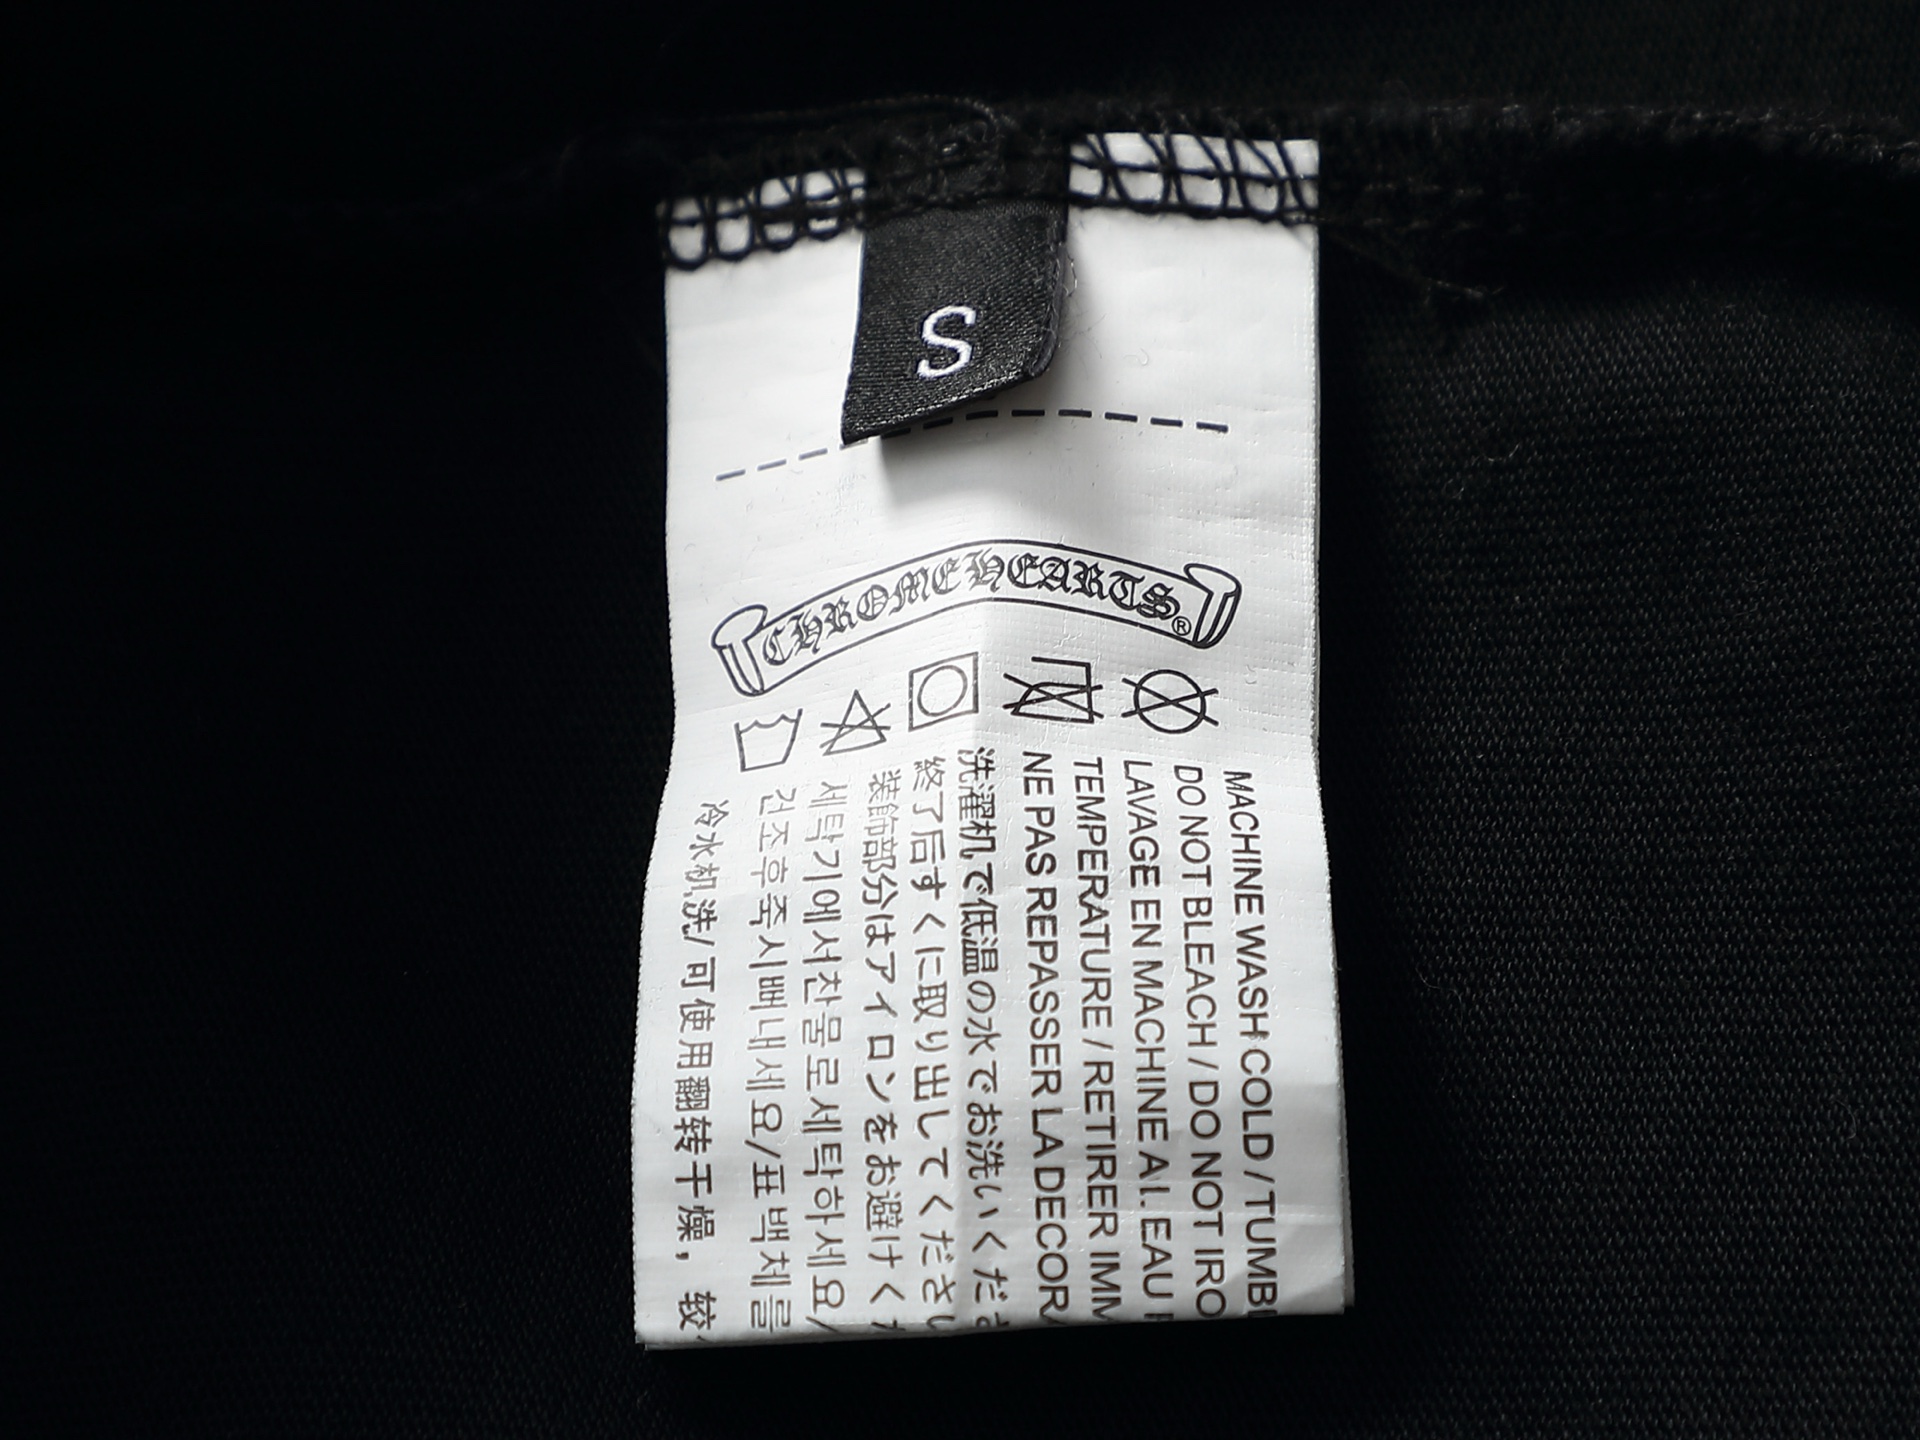 S
CHROME HEARTS®
MACHINE WASH COLD / TUMBL
DO NOT BLEACH / DO NOT IRO
LAVAGE EN MACHINE A L EAU
TEMPERATURE / RETIRER IMM
NE PAS REPASSER LA DECOR
洗濯机で低温の水でお洗いくださ
終了后すぐに取り出してくださ
装飾部分はアイロンをお避けく
세탁기에서찬물로세탁하세요/
건조후즉시빼내세요/표백제를
冷水机洗/可使用翻转干燥，较